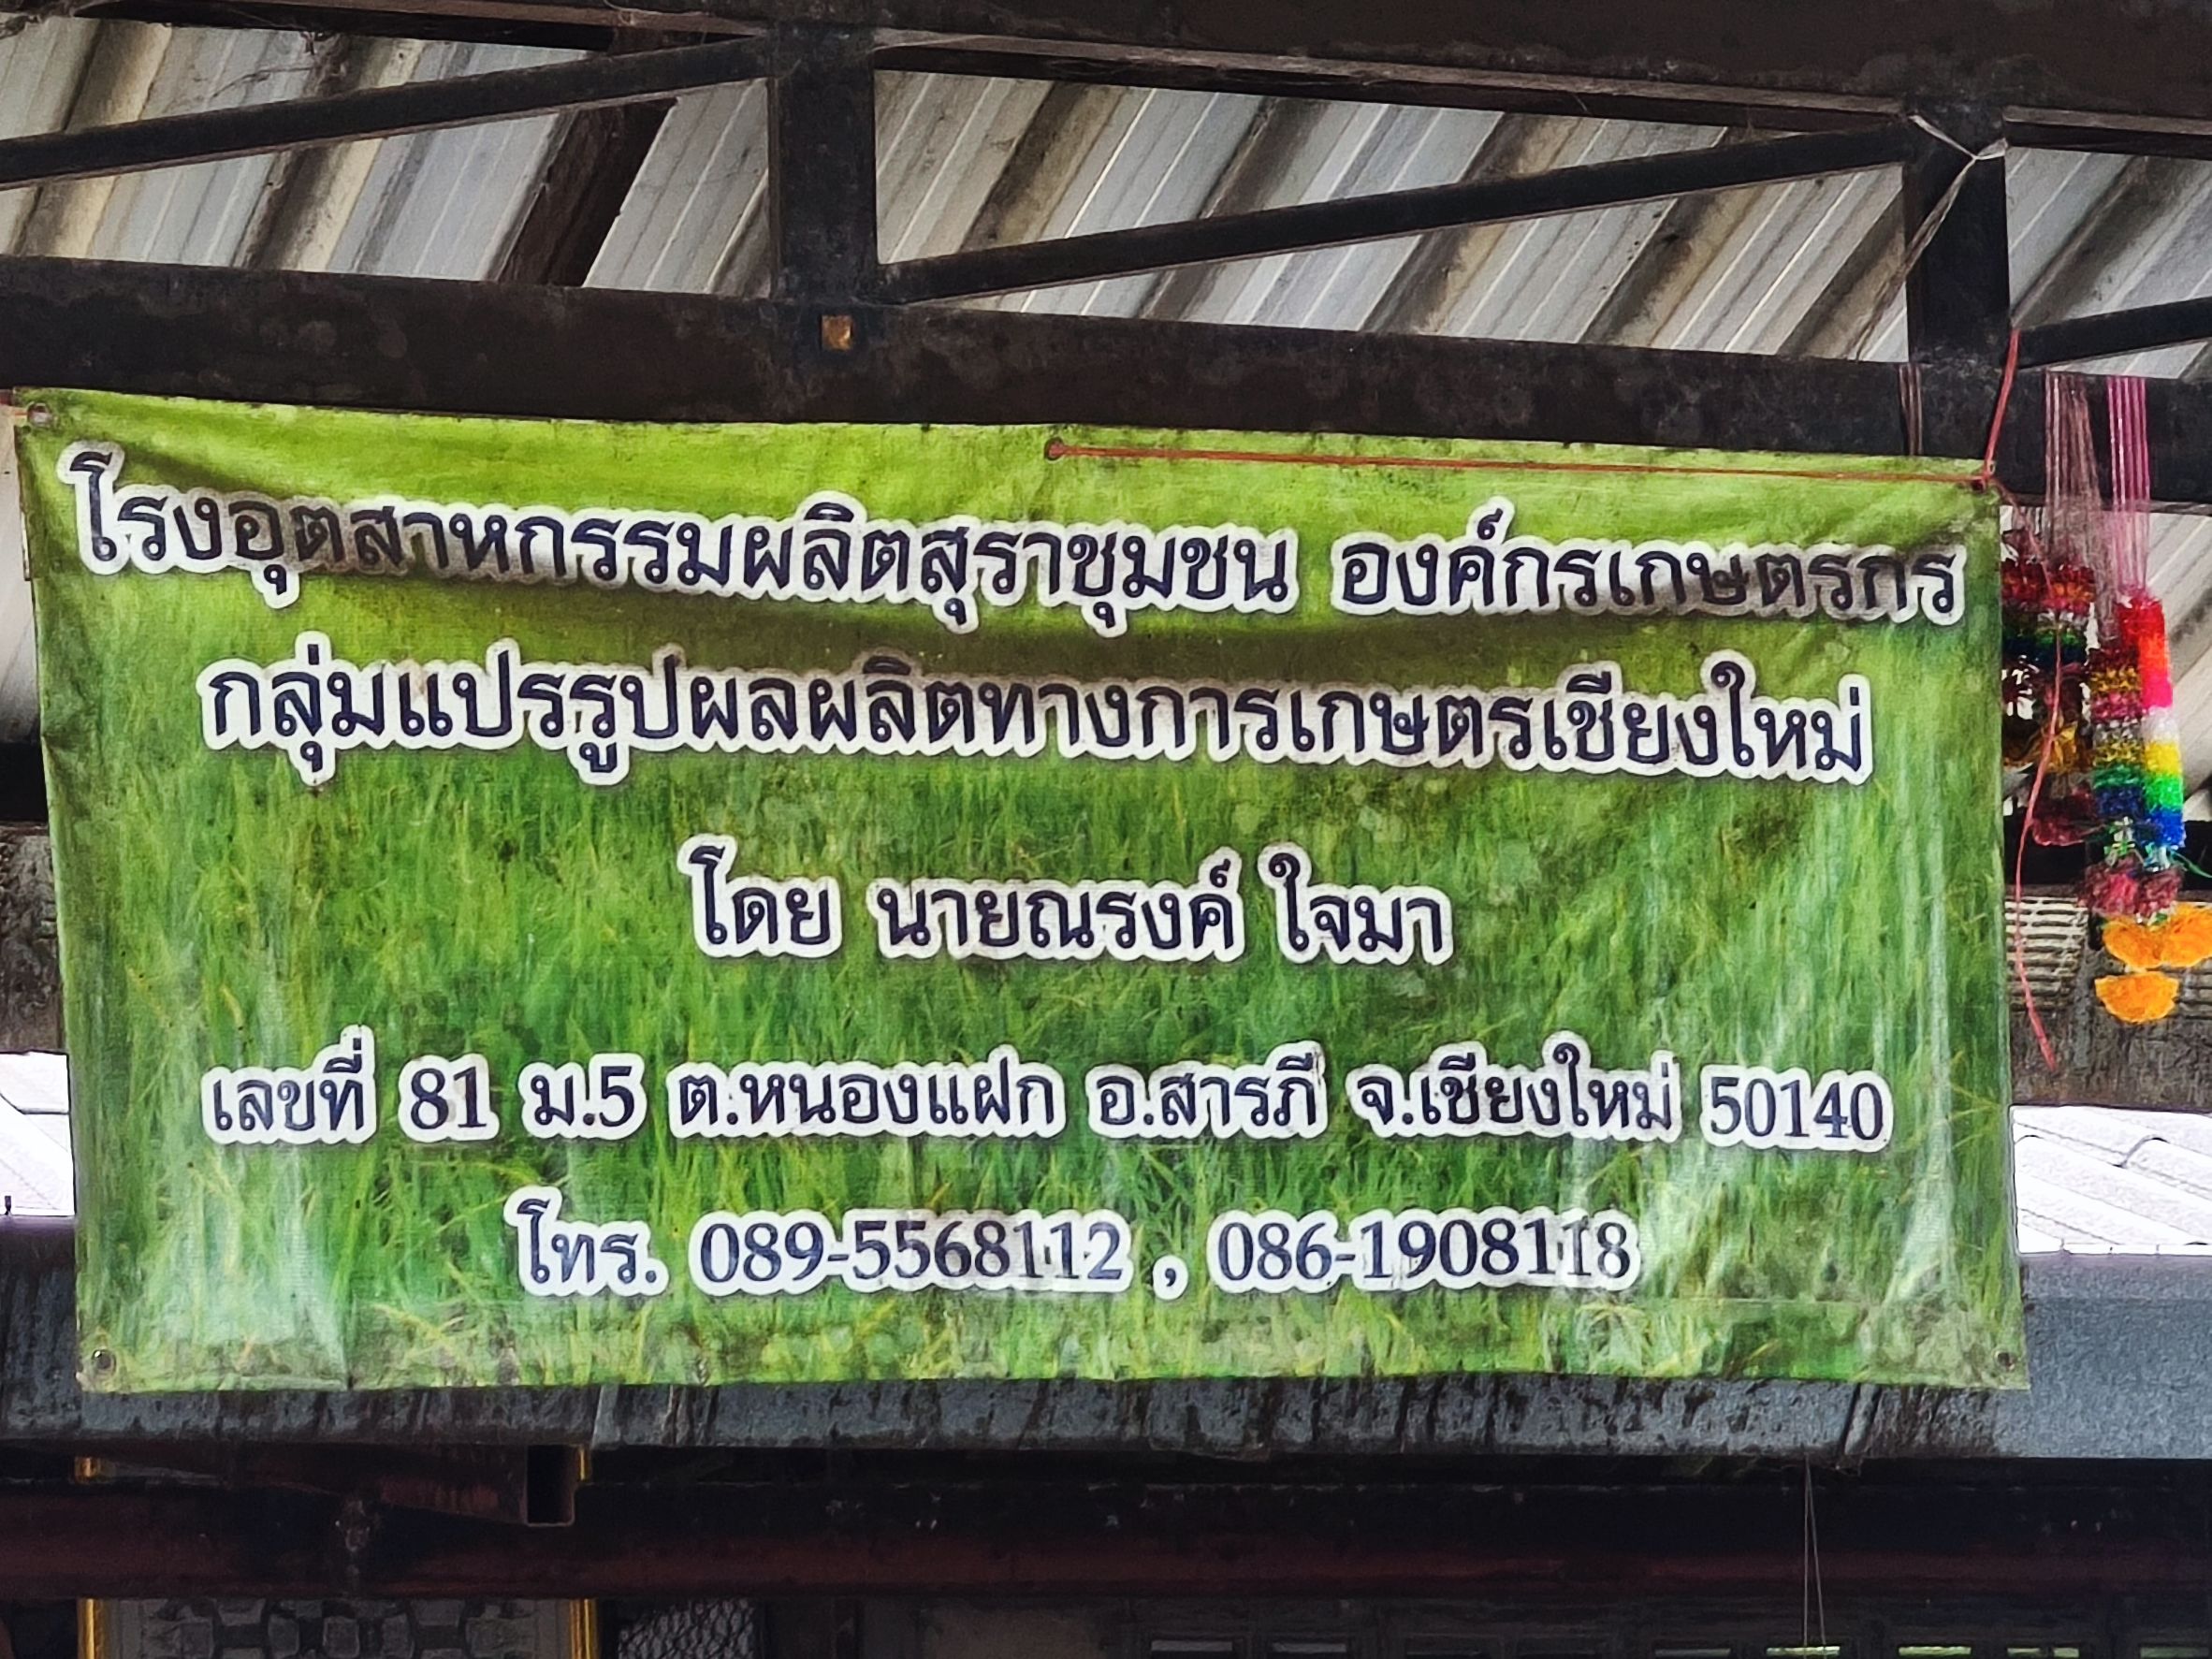 โรงอุตสาหกรรมผลิตสุราชุมชน องค์กรเกษตรกร
กลุ่มแปรรูปผลผลิตทางการเกษตรเชียงใหม่
โดย นายณรงค์ ใจมา
เลขที่ 81 ม.5 ต.หนองแฝก อ.สารภี จ.เชียงใหม่ 50140
โทร. 089-5568112 , 086-1908118